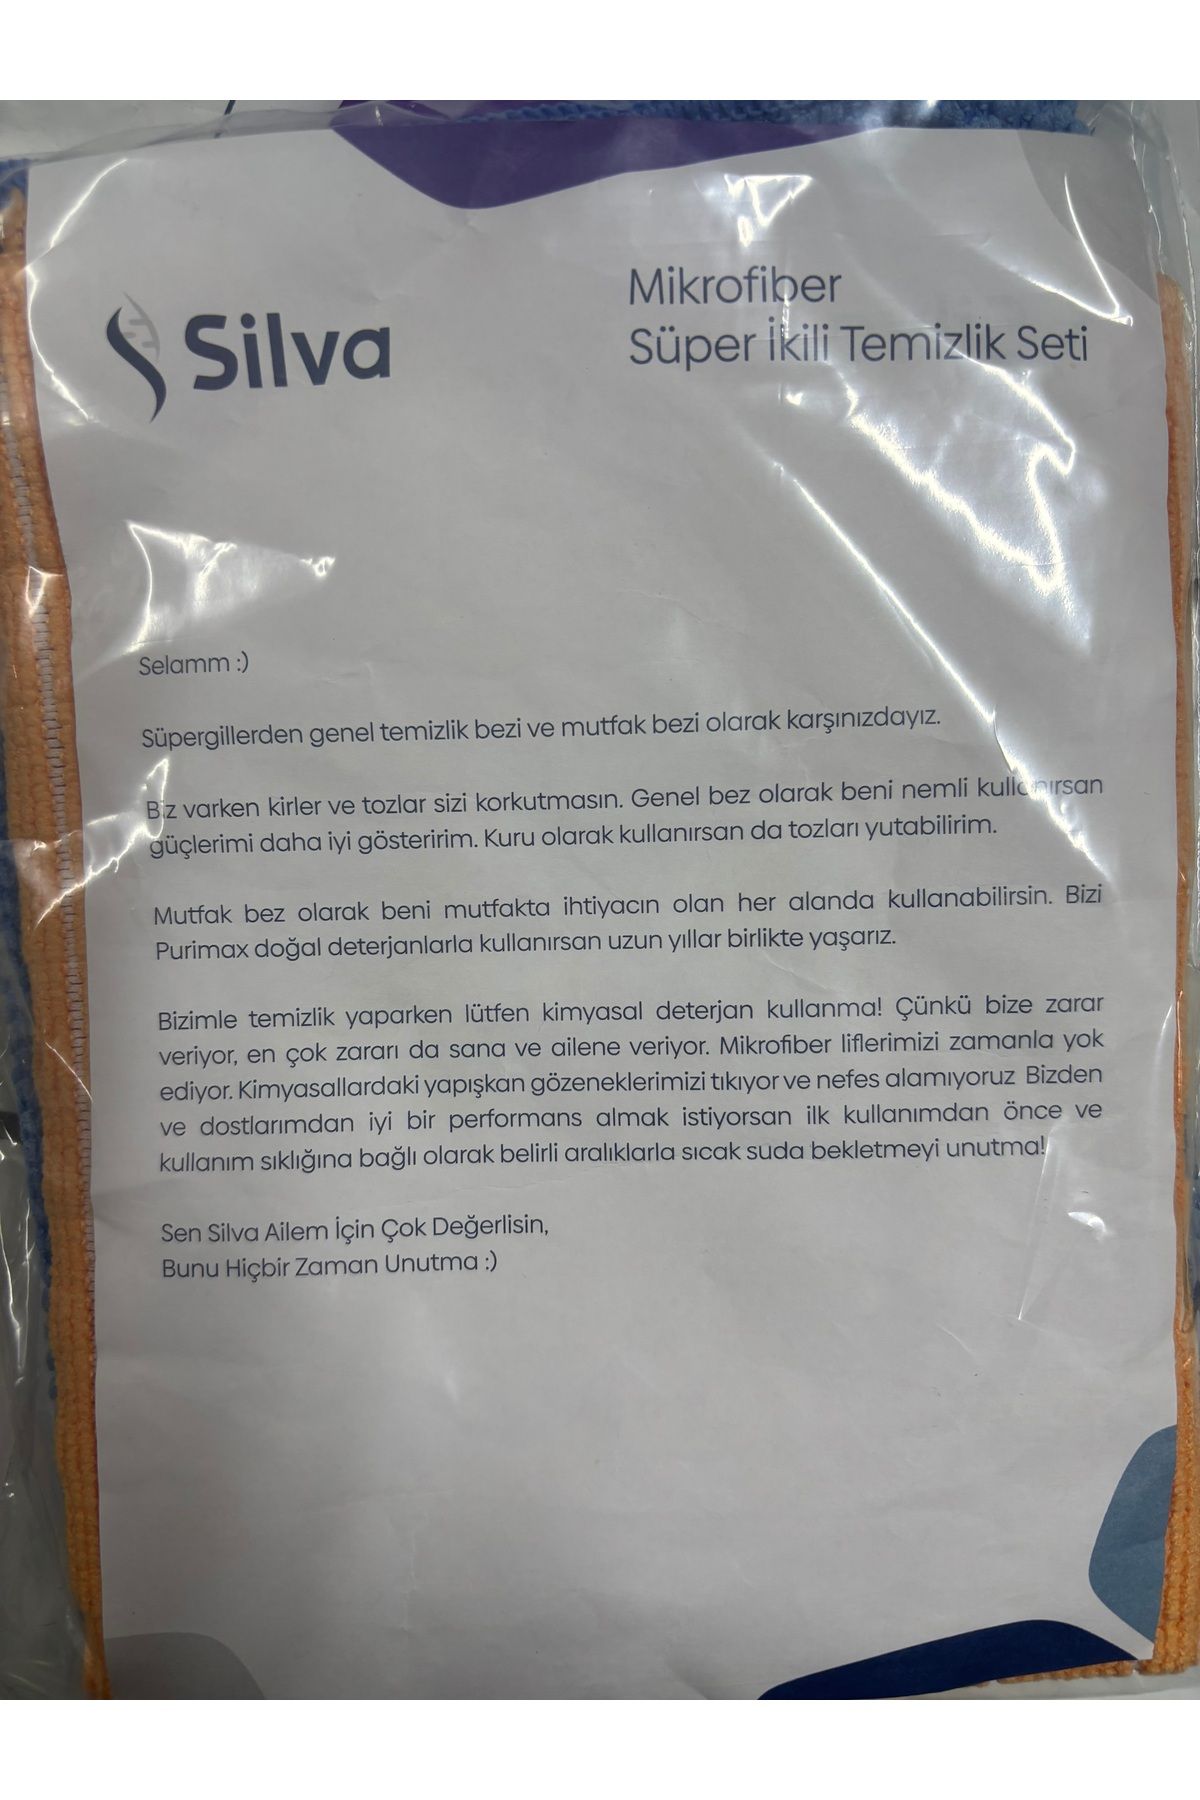 Silva
Mikrofiber
Süper İkili Temizlik Seti
Selamm :)
Süpergillerden genel temizlik bezi ve mutfak bezi olarak karşınızdayız.
Biz varken kirler ve tozlar sizi korkutmasın. Genel bez olarak beni nemli kullanırsan
güçlerimi daha iyi gösteririm. Kuru olarak kullanırsan da tozları yutabilirim.
Mutfak bez olarak beni mutfakta ihtiyacın olan her alanda kullanabilirsin. Bizi
Purimax doğal deterjanlarla kullanırsan uzun yıllar birlikte yaşarız.
Bizimle temizlik yaparken lütfen kimyasal deterjan kullanma! Çünkü bize zarar
veriyor, en çok zararı da sana ve ailene veriyor. Mikrofiber liflerimizi zamanla yok
ediyor. Kimyasallardaki yapışkan gözeneklerimizi tıkıyor ve nefes alamıyoruz Bizden
ve dostlarımdan iyi bir performans almak istiyorsan ilk kullanımdan önce ve
kullanım sıklığına bağlı olarak belirli aralıklarla sıcak suda bekletmeyi unutma!
Sen Silva Ailem İçin Çok Değerlisin,
Bunu Hiçbir Zaman Unutma :)